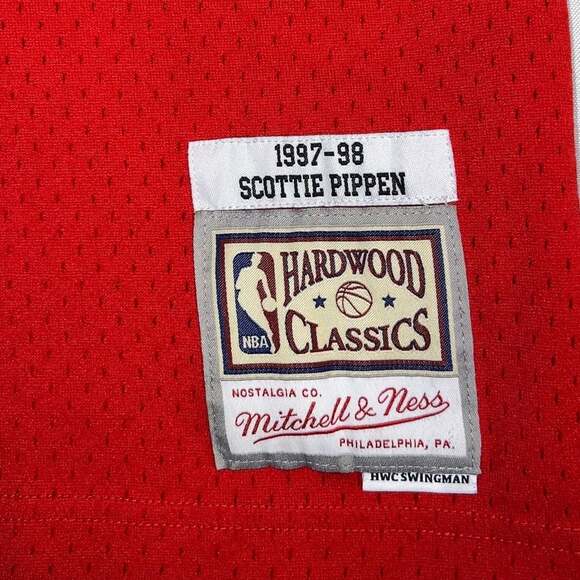 1997-98
SCOTTIE PIPPEN
HARDWOOD
CLASSICS
NBA
NOSTALGIA CO.
Mitchell & Ness
PHILADELPHIA, PA.
HWC SWINGMAN